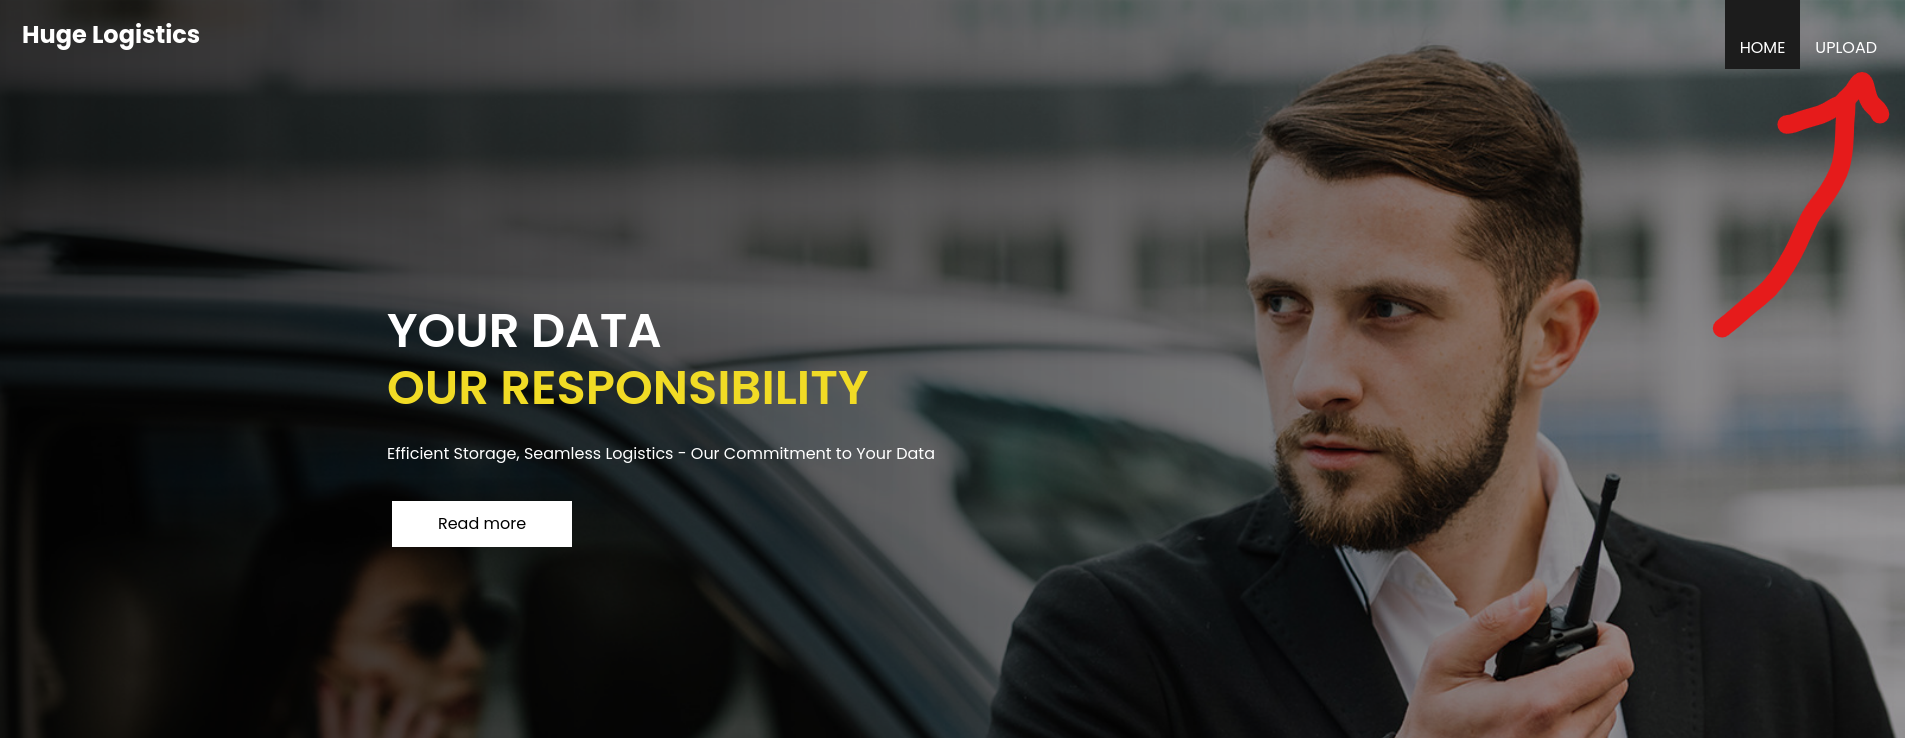 Huge Logistics
HOME UPLOAD
YOUR DATA
OUR RESPONSIBILITY
Efficient Storage, Seamless Logistics - Our Commitment to Your Data
Read more